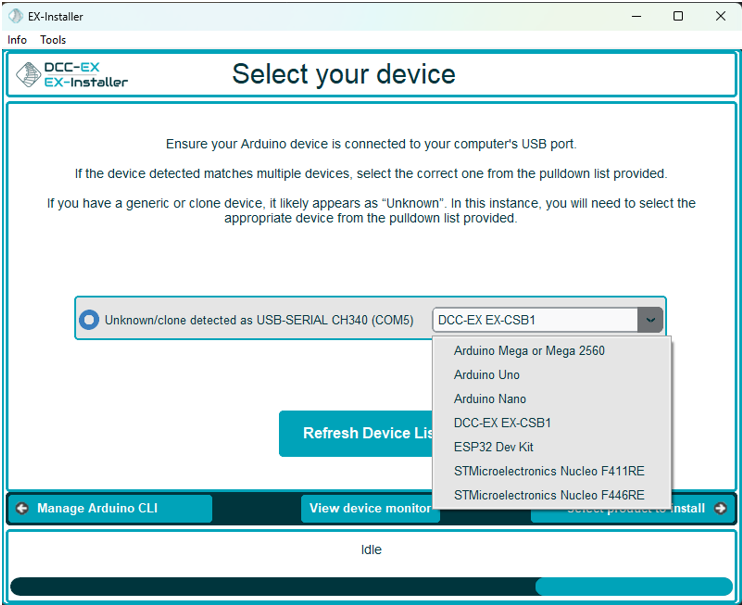 EX-Installer
Info Tools
DCC-EX
EX-Installer
Select your device
Ensure your Arduino device is connected to your computer's USB port.
If the device detected matches multiple devices, select the correct one from the pulldown list provided.
If you have a generic or clone device, it likely appears as “Unknown”. In this instance, you will need to select the
appropriate device from the pulldown list provided.
Unknown/clone detected as USB-SERIAL CH340 (COM5)
DCC-EX EX-CSB1
Arduino Mega or Mega 2560
Arduino Uno
Arduino Nano
DCC-EX EX-CSB1
ESP32 Dev Kit
STMicroelectronics Nucleo F411RE
STMicroelectronics Nucleo F446RE
Refresh Device Lis
Manage Arduino CLI
View device monitor
Select product to install
Idle